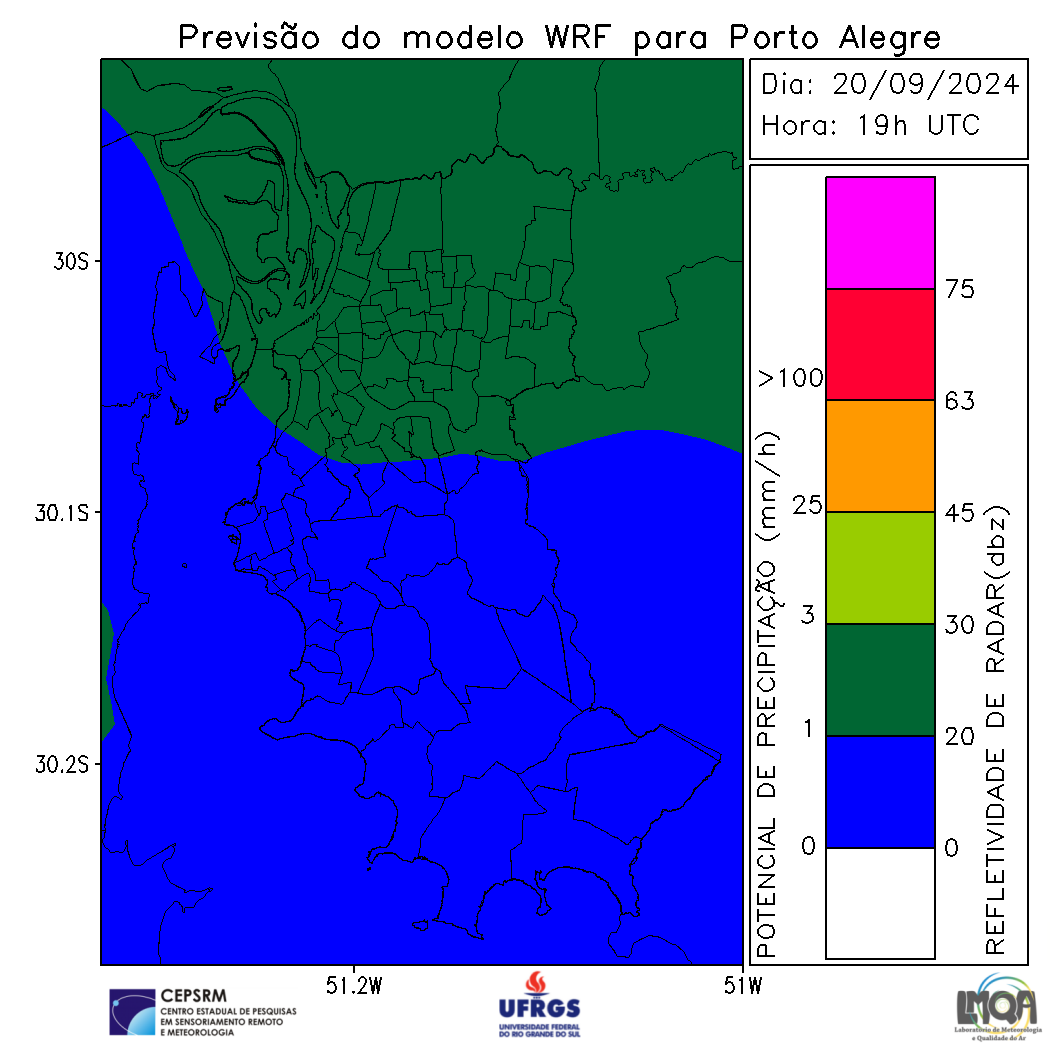 Previsão do modelo WRF para Porto Alegre
Dia: 20/09/2024
Hora: 19h UTC
30S
30.1S
30.2S
51.2W
51W
POTENCIAL DE PRECIPITAÇÃO (mm/h)
>100
25
3
1
0
75
63
45
30
20
0
REFLETIVIDADE DE RADAR(dbz)
CEPSRM
CENTRO ESTADUAL DE PESQUISAS
EM SENSORIAMENTO REMOTO
E METEOROLOGIA
UFRGS
UNIVERSIDADE FEDERAL
DO RIO GRANDE DO SUL
LMQA
Laboratório de Meteorologia
e Qualidade do Ar